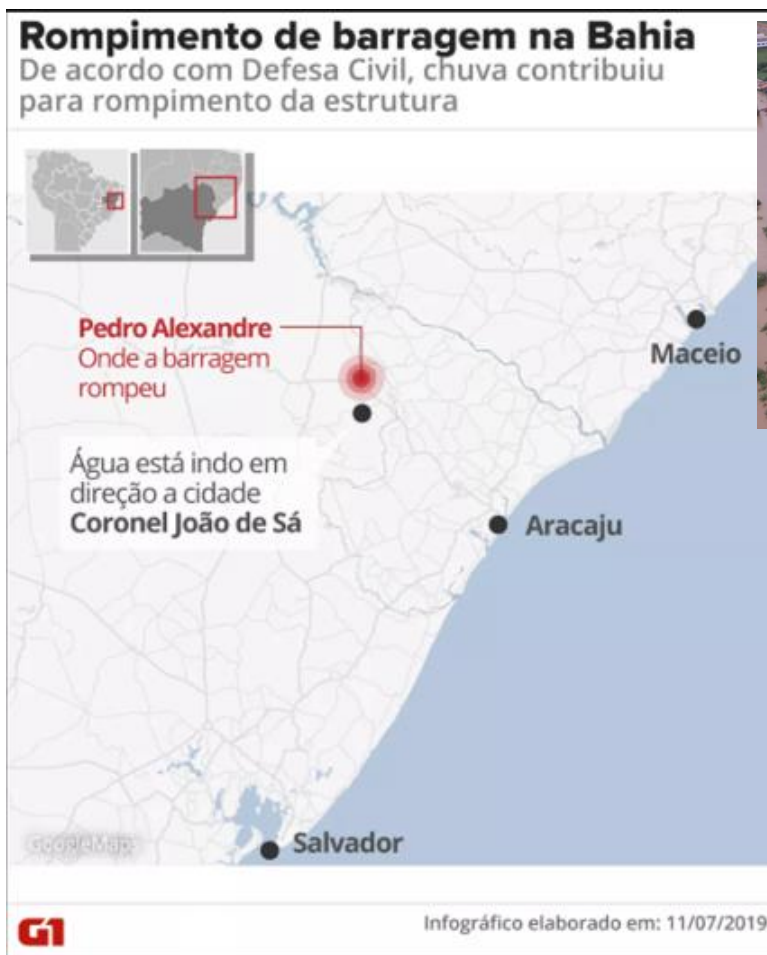 Rompimento de barragem na Bahia
De acordo com Defesa Civil, chuva contribuiu
para rompimento da estrutura
Pedro Alexandre
Onde a barragem
rompeu
Maceio
Água está indo em
direção a cidade
Coronel João de Sá
Aracaju
GoogleMaps
Salvador
G1
Infográfico elaborado em: 11/07/2019